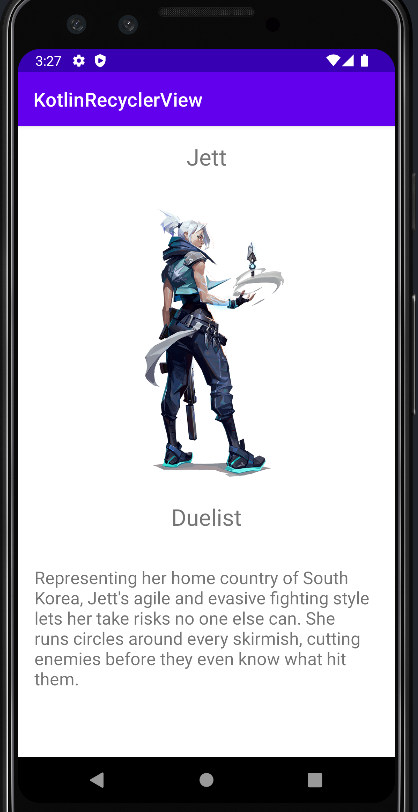 3:27
KotlinRecyclerView
Jett
Duelist
Representing her home country of South
Korea, Jett's agile and evasive fighting style
lets her take risks no one else can. She
runs circles around every skirmish, cutting
enemies before they even know what hit
them.